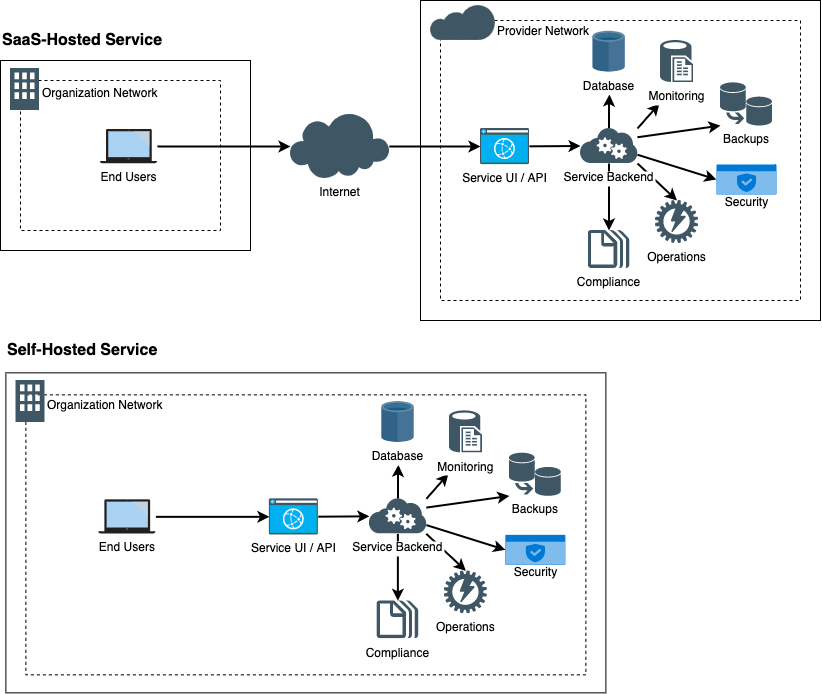 SaaS-Hosted Service
Provider Network
Organization Network
Database
Monitoring
Backups
End Users
Internet
Service UI / API
Service Backend
Security
Operations
Compliance
Self-Hosted Service
Organization Network
Database
Monitoring
Backups
End Users
Service UI / API
Service Backend
Security
Operations
Compliance